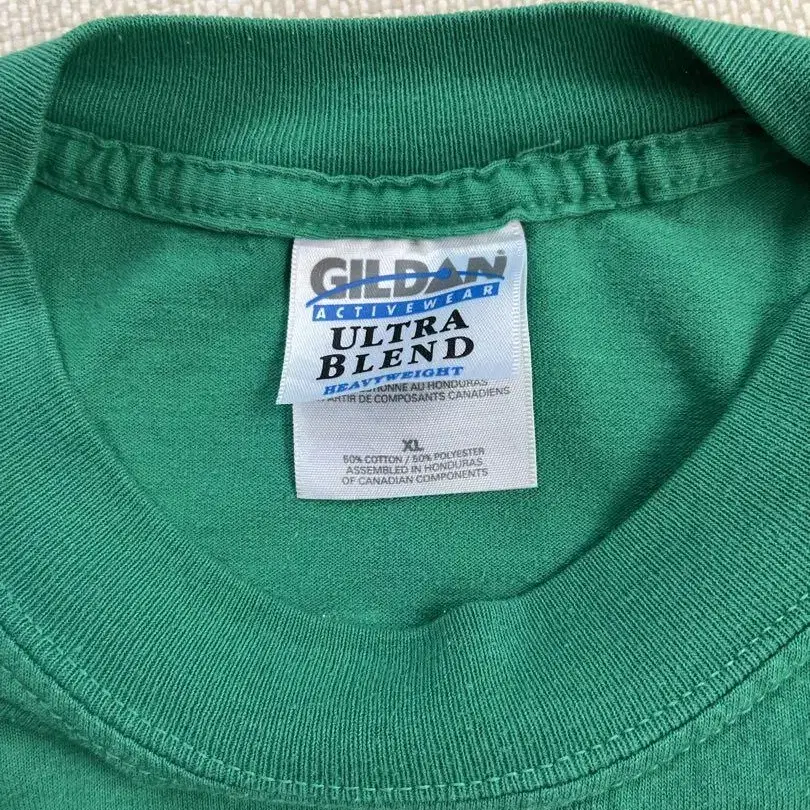 GILDAN®
ACTIVEWEAR
ULTRA
BLEND
HEAVYWEIGHT
AU HONDURAS
DE COMPOSANTS CANADIENS
XL
50% COTTON / 50% POLYESTER
ASSEMBLED IN HONDURAS
OF CANADIAN COMPONENTS